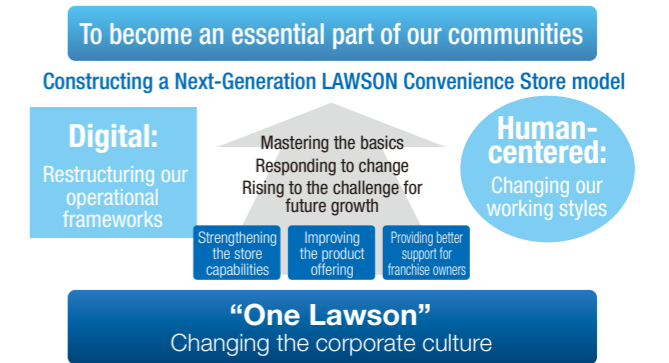 To become an essential part of our communities
Constructing a Next-Generation LAWSON Convenience Store model
Digital:
Restructuring our
operational
frameworks
Mastering the basics
Responding to change
Rising to the challenge for
future growth
Human-
centered:
Changing our
working styles
Strengthening
the store
capabilities
Improving
the product
offering
Providing better
support for
franchise owners
“One Lawson”
Changing the corporate culture